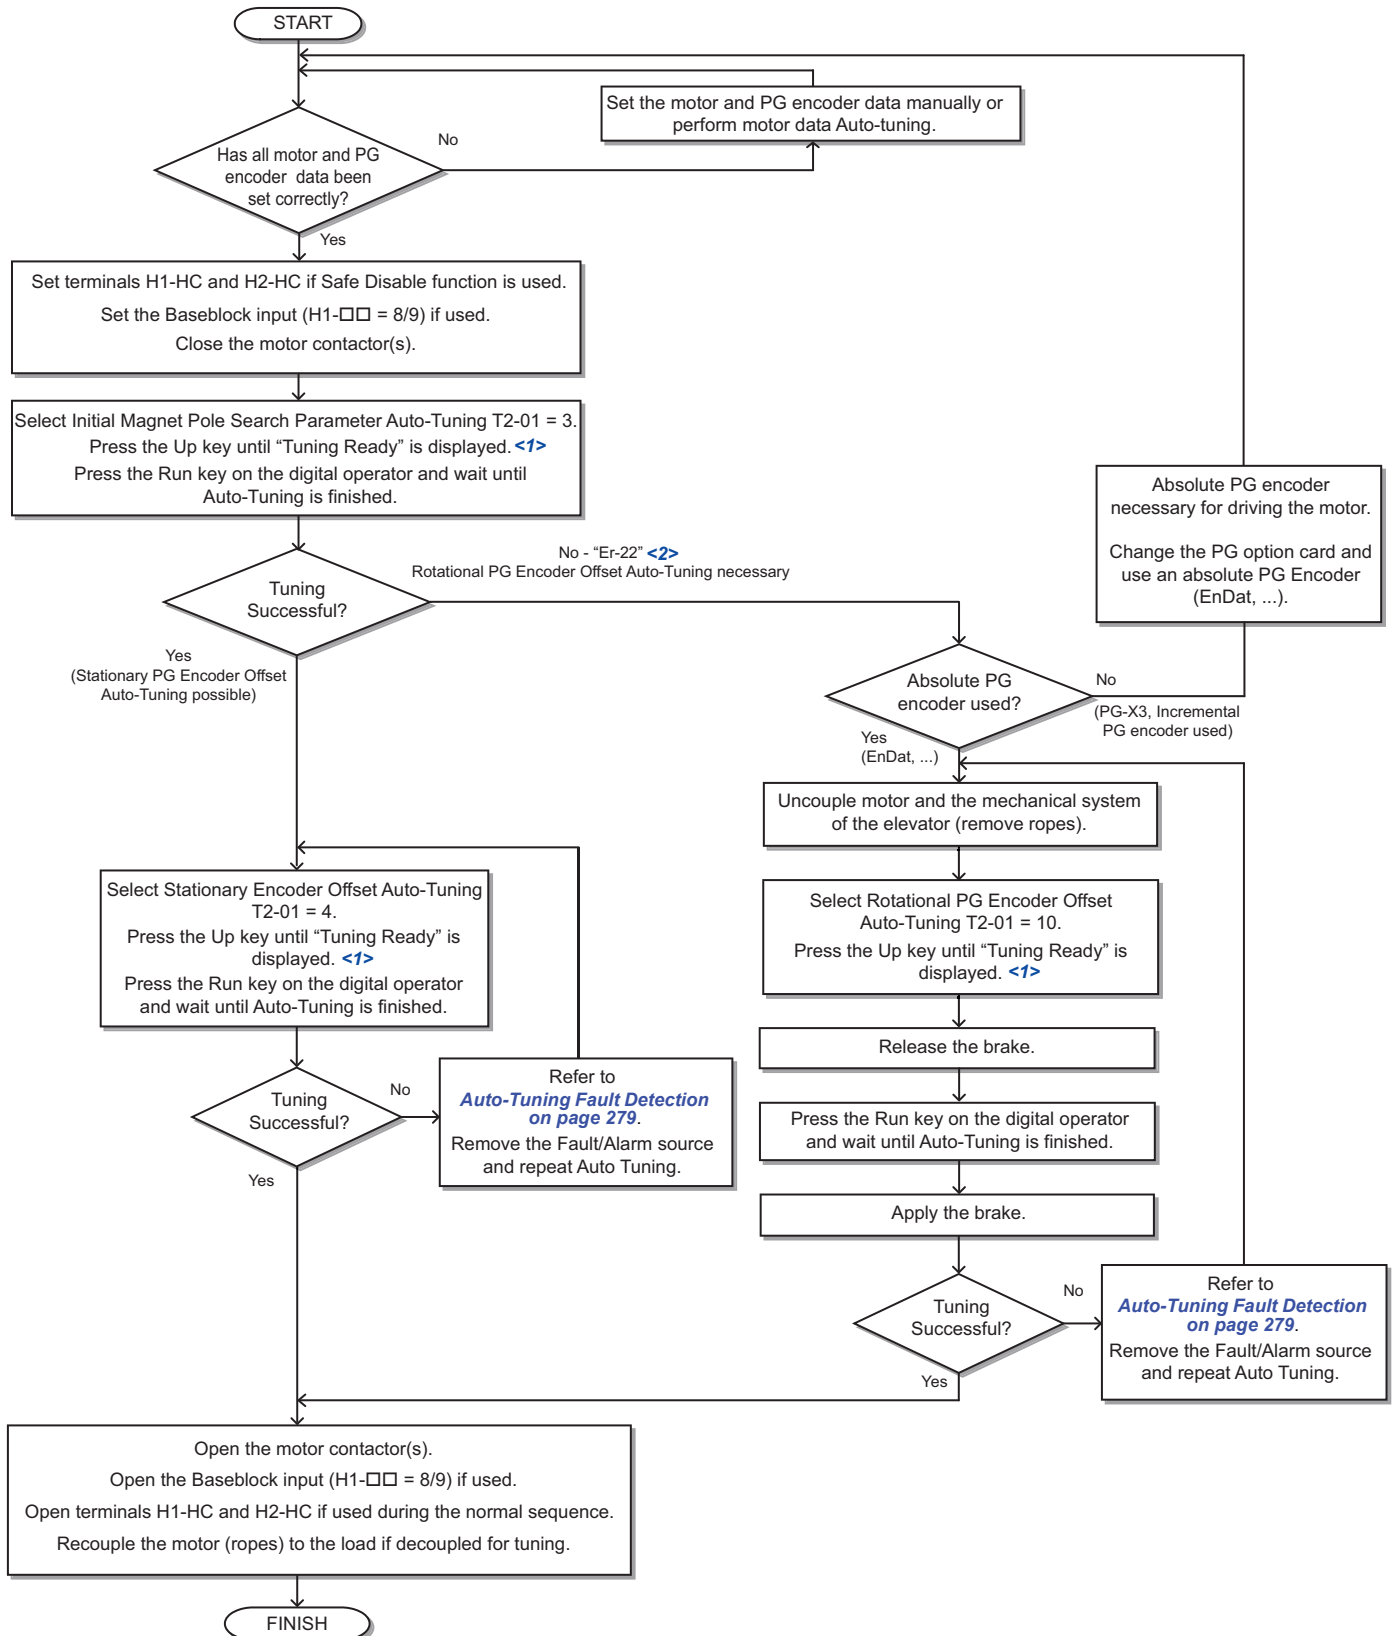 START
Set the motor and PG encoder data manually or
perform motor data Auto-tuning.
No
Has all motor and PG
encoder data been
set correctly?
Yes
Set terminals H1-HC and H2-HC if Safe Disable function is used.
Set the Baseblock input (H1-□□ = 8/9) if used.
Close the motor contactor(s).
Select Initial Magnet Pole Search Parameter Auto-Tuning T2-01 = 3.
Press the Up key until “Tuning Ready” is displayed. <1>
Press the Run key on the digital operator and wait until
Auto-Tuning is finished.
Absolute PG encoder
necessary for driving the motor.
Change the PG option card and
use an absolute PG Encoder
(EnDat, ...).
No - “Er-22” <2>
Rotational PG Encoder Offset Auto-Tuning necessary
Tuning
Successful?
Yes
(Stationary PG Encoder Offset
Auto-Tuning possible)
Absolute PG
encoder used?
No
(PG-X3, Incremental
PG encoder used)
Yes
(EnDat, ...)
Uncouple motor and the mechanical system
of the elevator (remove ropes).
Select Stationary Encoder Offset Auto-Tuning
T2-01 = 4.
Press the Up key until “Tuning Ready” is
displayed. <1>
Press the Run key on the digital operator
and wait until Auto-Tuning is finished.
Select Rotational PG Encoder Offset
Auto-Tuning T2-01 = 10.
Press the Up key until “Tuning Ready” is
displayed. <1>
Release the brake.
Tuning
Successful?
No
Yes
Refer to
Auto-Tuning Fault Detection
on page 279.
Remove the Fault/Alarm source
and repeat Auto Tuning.
Press the Run key on the digital operator
and wait until Auto-Tuning is finished.
Apply the brake.
Tuning
Successful?
No
Yes
Refer to
Auto-Tuning Fault Detection
on page 279.
Remove the Fault/Alarm source
and repeat Auto Tuning.
Open the motor contactor(s).
Open the Baseblock input (H1-□□ = 8/9) if used.
Open terminals H1-HC and H2-HC if used during the normal sequence.
Recouple the motor (ropes) to the load if decoupled for tuning.
FINISH